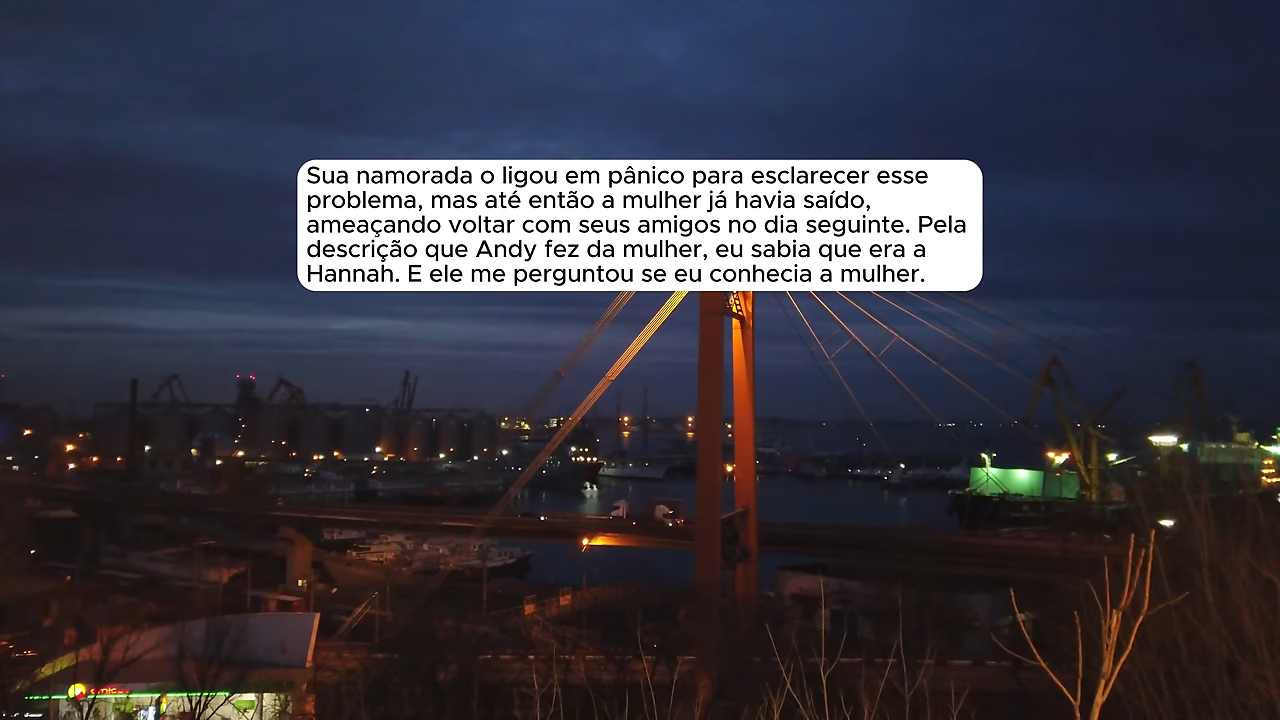 Sua namorada o ligou em pânico para esclarecer esse
problema, mas até então a mulher já havia saído,
ameaçando voltar com seus amigos no dia seguinte. Pela
descrição que Andy fez da mulher, eu sabia que era a
Hannah. E ele me perguntou se eu conhecia a mulher.